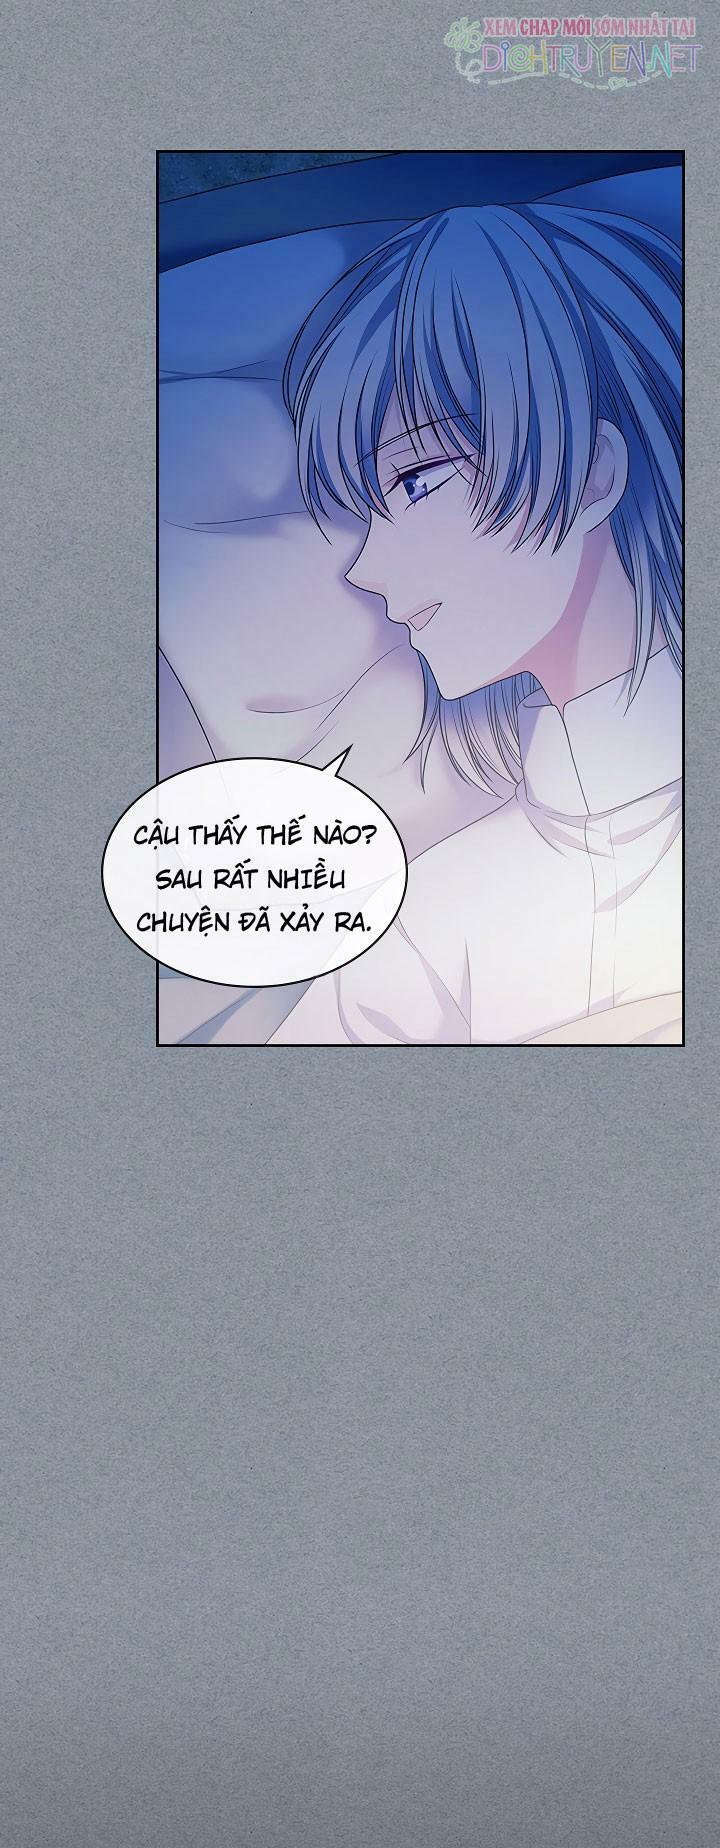 XEM CHAP MỚI SỚM NHẤT TẠI
DICHTRUYEN.NET
CẬU THẤY THẾ NÀO?
SAU RẤT NHIỀU
CHUYỆN ĐÃ XẢY RA.